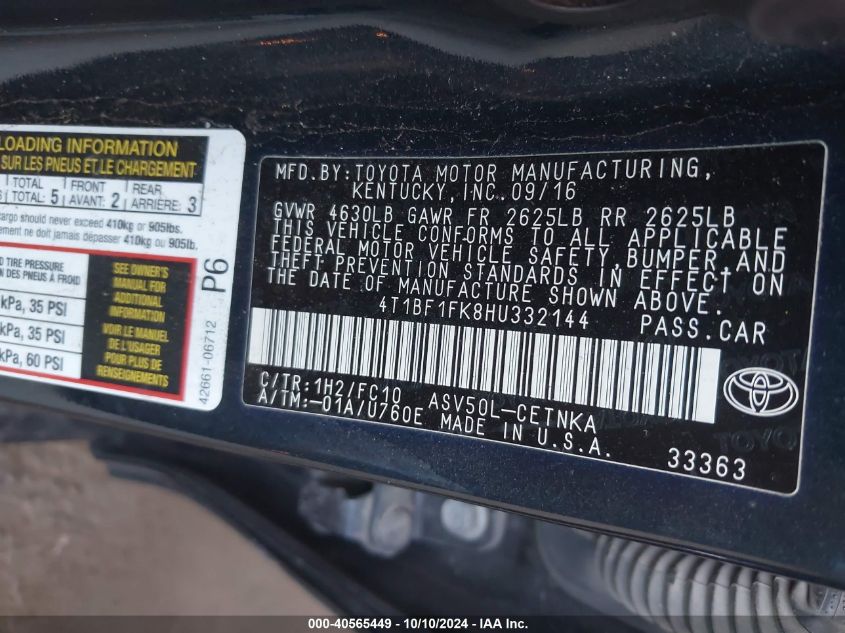 LOADING INFORMATION
SUR LES PNEUS ET LE CHARGEMENT
TOTAL FRONT REAR
TOTAL: 5 AVANT: 2 ARRIÈRE: 3
cargo should never exceed 410kg or 905lbs.
ne doit jamais dépasser 410kg ou 905lb.
TIRE PRESSURE
DES PNEUS À FROID
kPa, 35 PSI
kPa, 35 PSI
kPa, 60 PSI
SEE OWNER'S
MANUAL FOR
ADDITIONAL
INFORMATION
VOIR LE MANUEL
DE L'USAGER
POUR PLUS DE
RENSEIGNEMENTS
P6
42661-06712
MFD.BY:TOYOTA MOTOR MANUFACTURING,
KENTUCKY,INC.09/16
GVWR 4630LB GAWR FR 2625LB RR 2625LB
THIS VEHICLE CONFORMS TO ALL APPLICABLE
FEDERAL MOTOR VEHICLE SAFETY,BUMPER,AND
THEFT PREVENTION STANDARDS IN EFFECT ON
THE DATE OF MANUFACTURE SHOWN ABOVE.
4T1BF1FK8HU332144 PASS.CAR
C/TR:1H2/FC10 ASV50L-CETNKA
A/TM:-01A/U760E MADE IN U.S.A.
33363
000-40565449 - 10/10/2024 - IAA Inc.